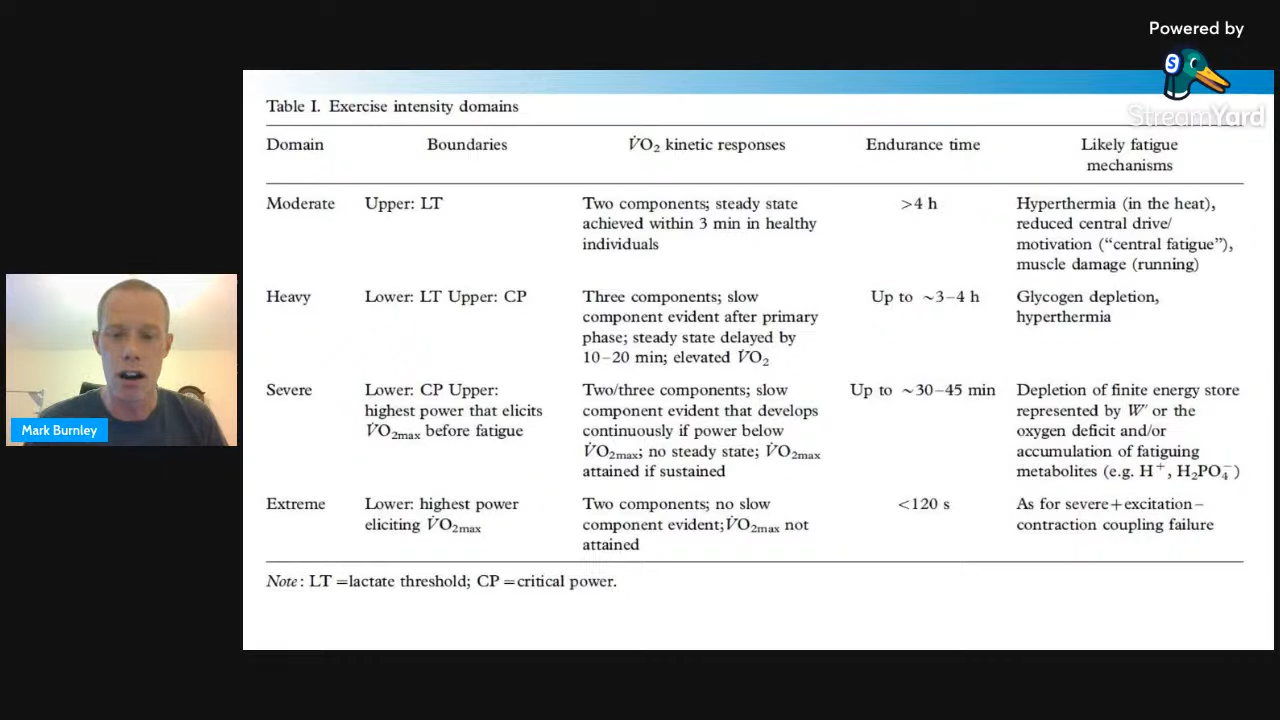 Powered by
S
StreamYard
Table I. Exercise intensity domains
Domain Boundaries V̇O₂ kinetic responses Endurance time Likely fatigue
mechanisms
Moderate Upper: LT Two components; steady state >4 h Hyperthermia (in the heat),
achieved within 3 min in healthy reduced central drive/
individuals motivation (“central fatigue”),
muscle damage (running)
Heavy Lower: LT Upper: CP Three components; slow Up to ~3–4 h Glycogen depletion,
component evident after primary hyperthermia
phase; steady state delayed by
10–20 min; elevated V̇O₂
Severe Lower: CP Upper: Two/three components; slow Up to ~30–45 min Depletion of finite energy store
highest power that elicits component evident that develops represented by W′ or the
V̇O₂max before fatigue continuously if power below oxygen deficit and/or
V̇O₂max; no steady state; V̇O₂max accumulation of fatiguing
attained if sustained metabolites (e.g. H⁺, H₂PO₄⁻)
Extreme Lower: highest power Two components; no slow <120 s As for severe+excitation–
eliciting V̇O₂max component evident;V̇O₂max not contraction coupling failure
attained
Note: LT =lactate threshold; CP =critical power.
Mark Burnley